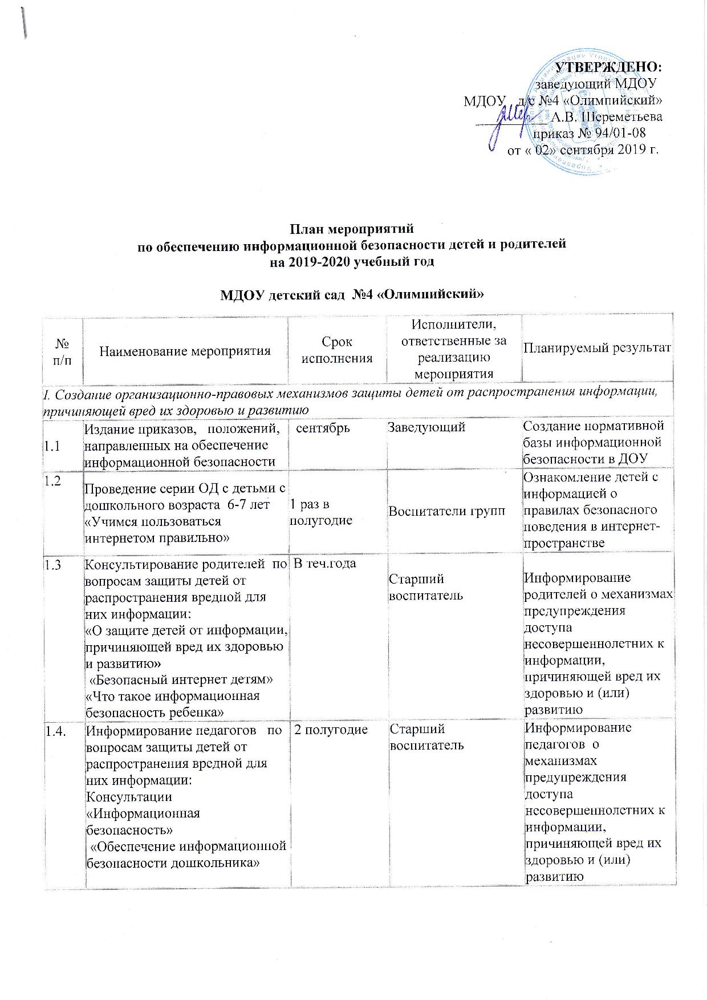 УТВЕРЖДЕНО:
заведующий МДОУ
МДОУ д/с №4 «Олимпийский»
____________ А.В. Шереметьева
приказ № 94/01-08
от « 02» сентября 2019 г.
План мероприятий
по обеспечению информационной безопасности детей и родителей
на 2019-2020 учебный год
МДОУ детский сад №4 «Олимпийский»
№
п/п
Наименование мероприятия
Срок
исполнения
Исполнители,
ответственные за
реализацию
мероприятия
Планируемый результат
I. Создание организационно-правовых механизмов защиты детей от распространения информации,
причиняющей вред их здоровью и развитию
1.1
Издание приказов, положений,
направленных на обеспечение
информационной безопасности
сентябрь
Заведующий
Создание нормативной
базы информационной
безопасности в ДОУ
1.2
Проведение серии ОД с детьми с
дошкольного возраста 6-7 лет
«Учимся пользоваться
интернетом правильно»
1 раз в
полугодие
Воспитатели групп
Ознакомление детей с
информацией о
правилах безопасного
поведения в интернет-
пространстве
1.3
Консультирование родителей по
вопросам защиты детей от
распространения вредной для
них информации:
«О защите детей от информации,
причиняющей вред их здоровью
и развитию»
«Безопасный интернет детям»
«Что такое информационная
безопасность ребенка»
В теч.года
Старший
воспитатель
Информирование
родителей о механизмах
предупреждения
доступа
несовершеннолетних к
информации,
причиняющей вред их
здоровью и (или)
развитию
1.4.
Информирование педагогов по
вопросам защиты детей от
распространения вредной для
них информации:
Консультации
«Информационная
безопасность»
«Обеспечение информационной
безопасности дошкольника»
2 полугодие
Старший
воспитатель
Информирование
педагогов о
механизмах
предупреждения
доступа
несовершеннолетних к
информации,
причиняющей вред их
здоровью и (или)
развитию